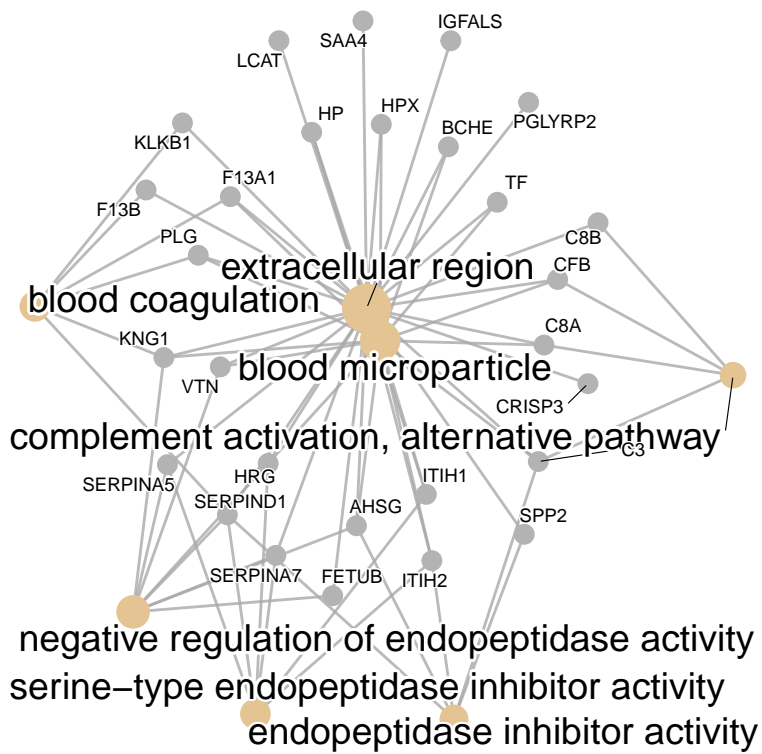 IGFALS
SAA4
LCAT
HPX
HP
PGLYRP2
BCHE
KLKB1
F13A1
TF
F13B
PLG
C8B
extracellular region
CFB
blood coagulation
KNG1
C8A
blood microparticle
VTN
CRISP3
complement activation, alternative pathway
C3
HRG
ITIH1
SERPINA5
SERPIND1
AHSG
SPP2
SERPINA7
FETUB
ITIH2
negative regulation of endopeptidase activity
serine−type endopeptidase inhibitor activity
endopeptidase inhibitor activity